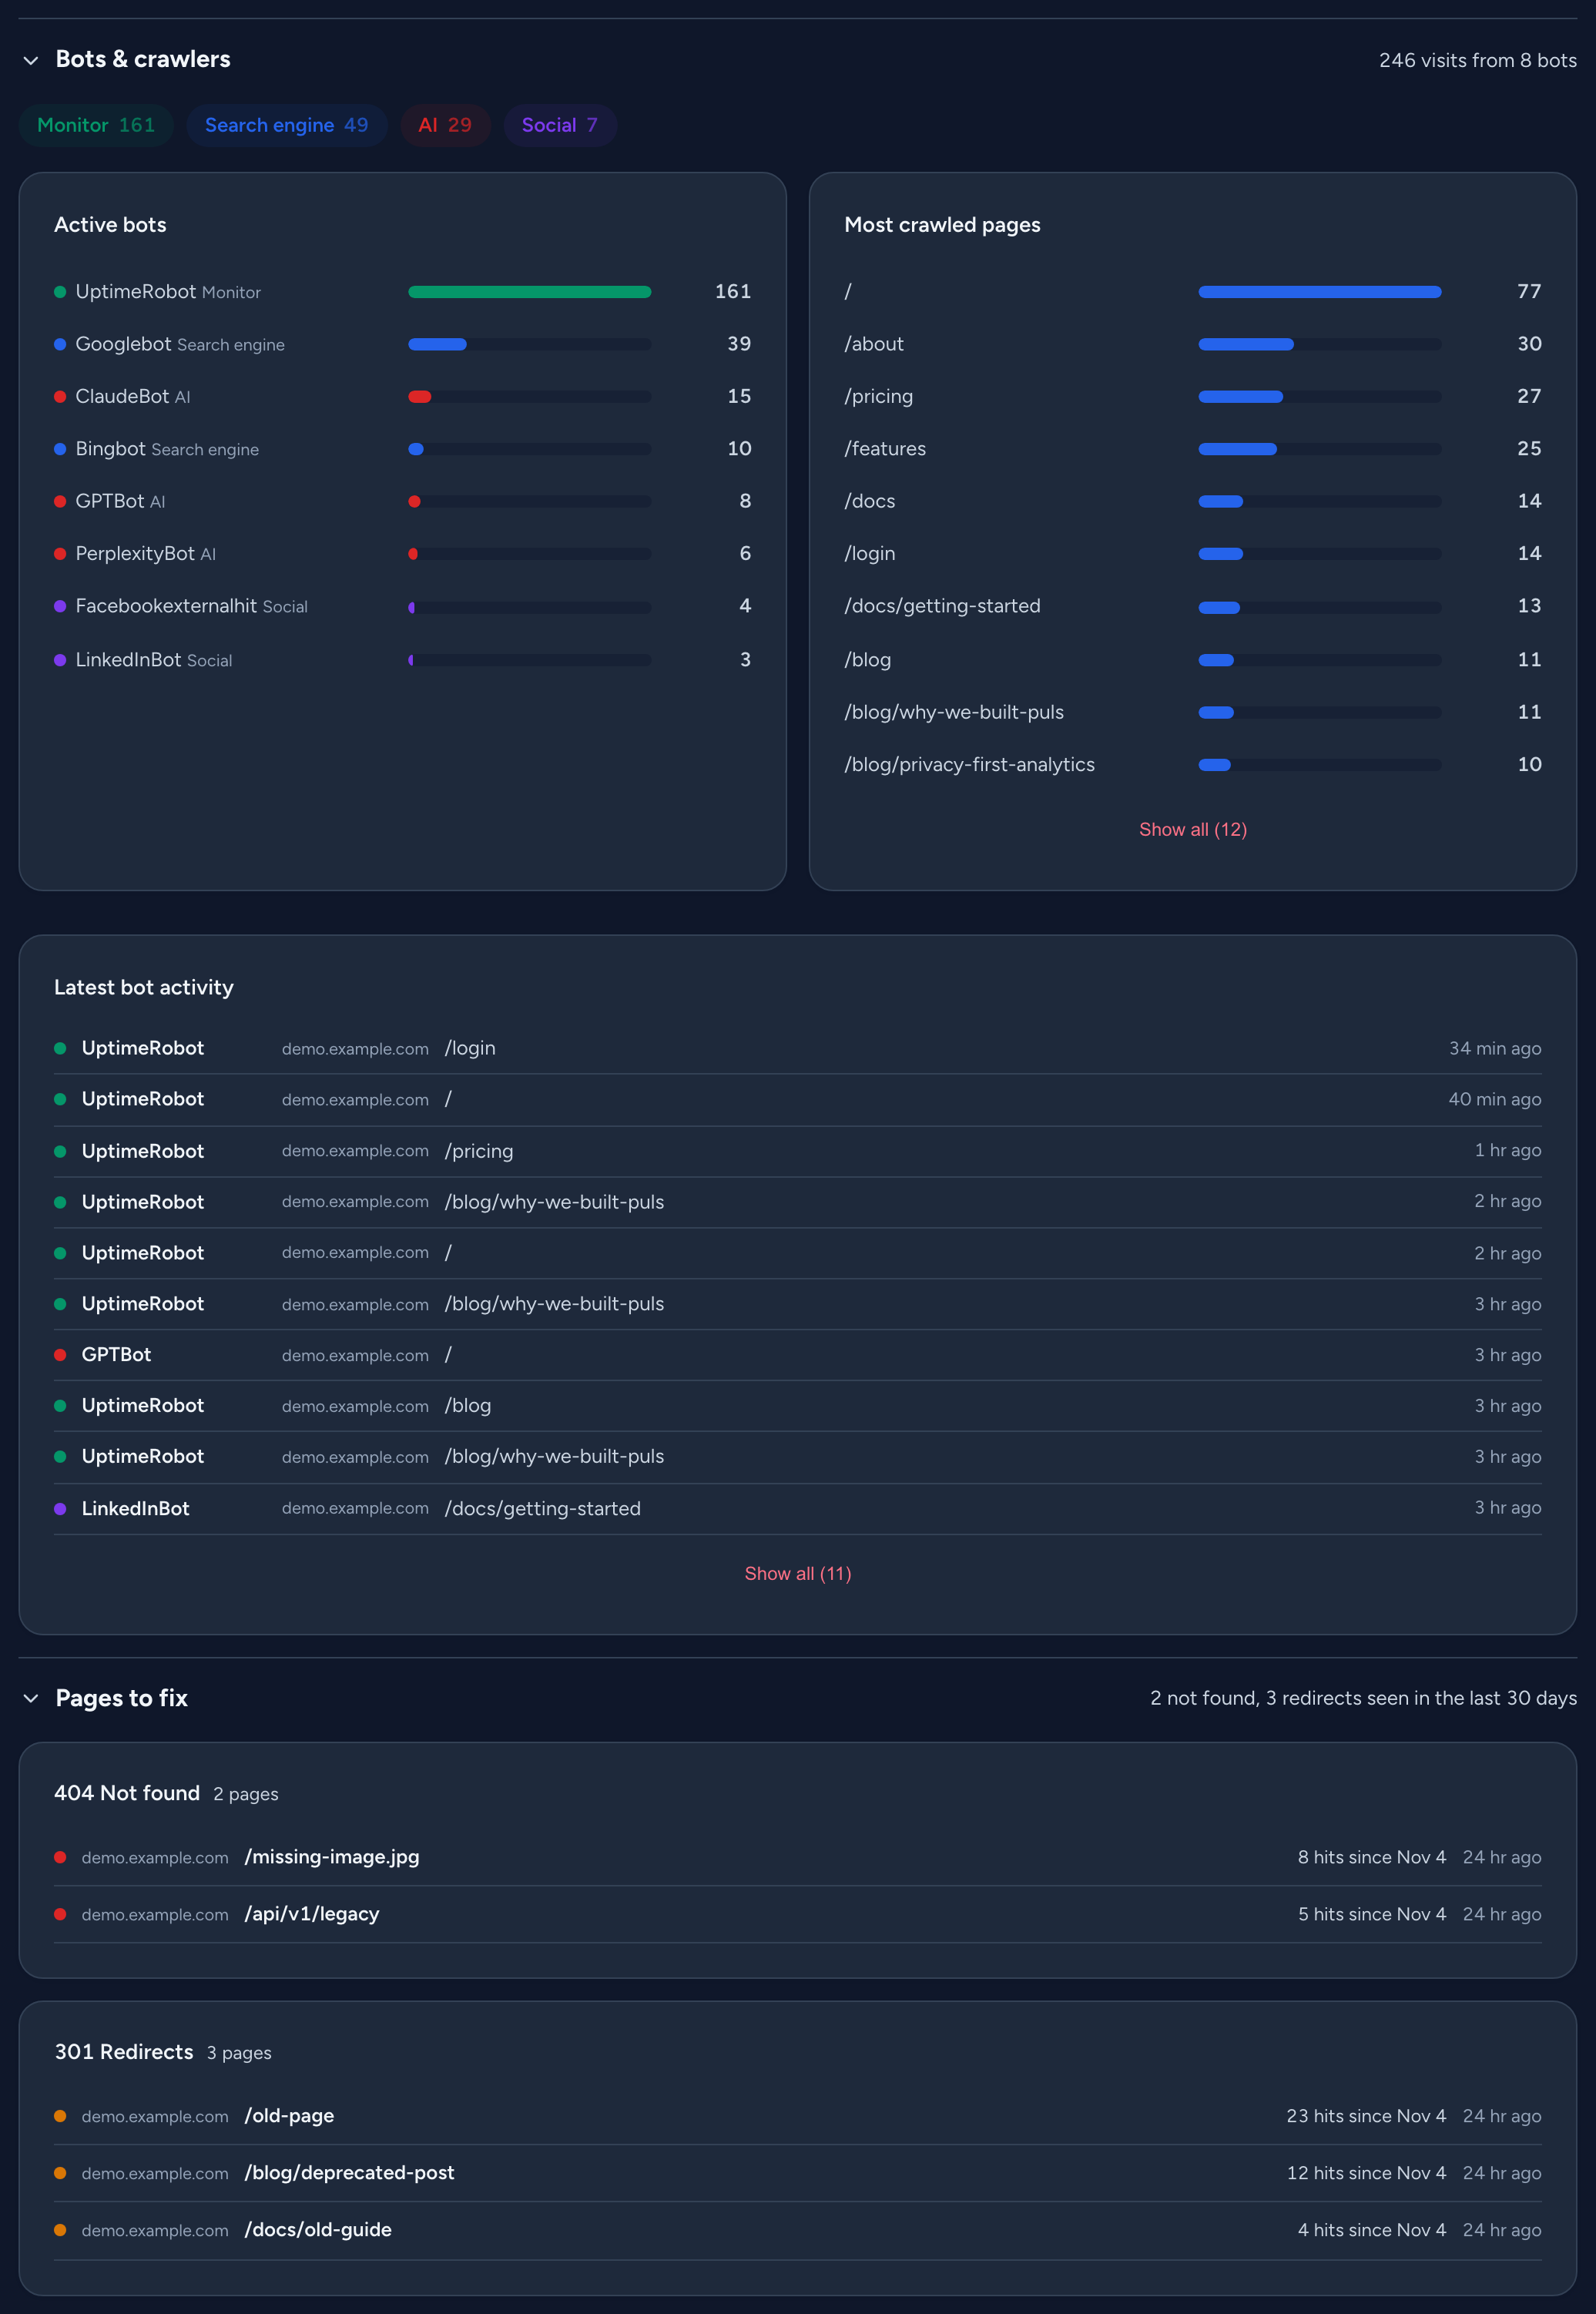 Bots & crawlers 246 visits from 8 bots
Monitor 161 Search engine 49 AI 29 Social 7
Active bots
UptimeRobot Monitor 161
Googlebot Search engine 39
ClaudeBot AI 15
Bingbot Search engine 10
GPTBot AI 8
PerplexityBot AI 6
Facebookexternalhit Social 4
LinkedInBot Social 3
Most crawled pages
/ 77
/about 30
/pricing 27
/features 25
/docs 14
/login 14
/docs/getting-started 13
/blog 11
/blog/why-we-built-puls 11
/blog/privacy-first-analytics 10
Show all (12)
Latest bot activity
UptimeRobot demo.example.com /login 34 min ago
UptimeRobot demo.example.com / 40 min ago
UptimeRobot demo.example.com /pricing 1 hr ago
UptimeRobot demo.example.com /blog/why-we-built-puls 2 hr ago
UptimeRobot demo.example.com / 2 hr ago
UptimeRobot demo.example.com /blog/why-we-built-puls 3 hr ago
GPTBot demo.example.com / 3 hr ago
UptimeRobot demo.example.com /blog 3 hr ago
UptimeRobot demo.example.com /blog/why-we-built-puls 3 hr ago
LinkedInBot demo.example.com /docs/getting-started 3 hr ago
Show all (11)
Pages to fix 2 not found, 3 redirects seen in the last 30 days
404 Not found 2 pages
demo.example.com /missing-image.jpg 8 hits since Nov 4 24 hr ago
demo.example.com /api/v1/legacy 5 hits since Nov 4 24 hr ago
301 Redirects 3 pages
demo.example.com /old-page 23 hits since Nov 4 24 hr ago
demo.example.com /blog/deprecated-post 12 hits since Nov 4 24 hr ago
demo.example.com /docs/old-guide 4 hits since Nov 4 24 hr ago